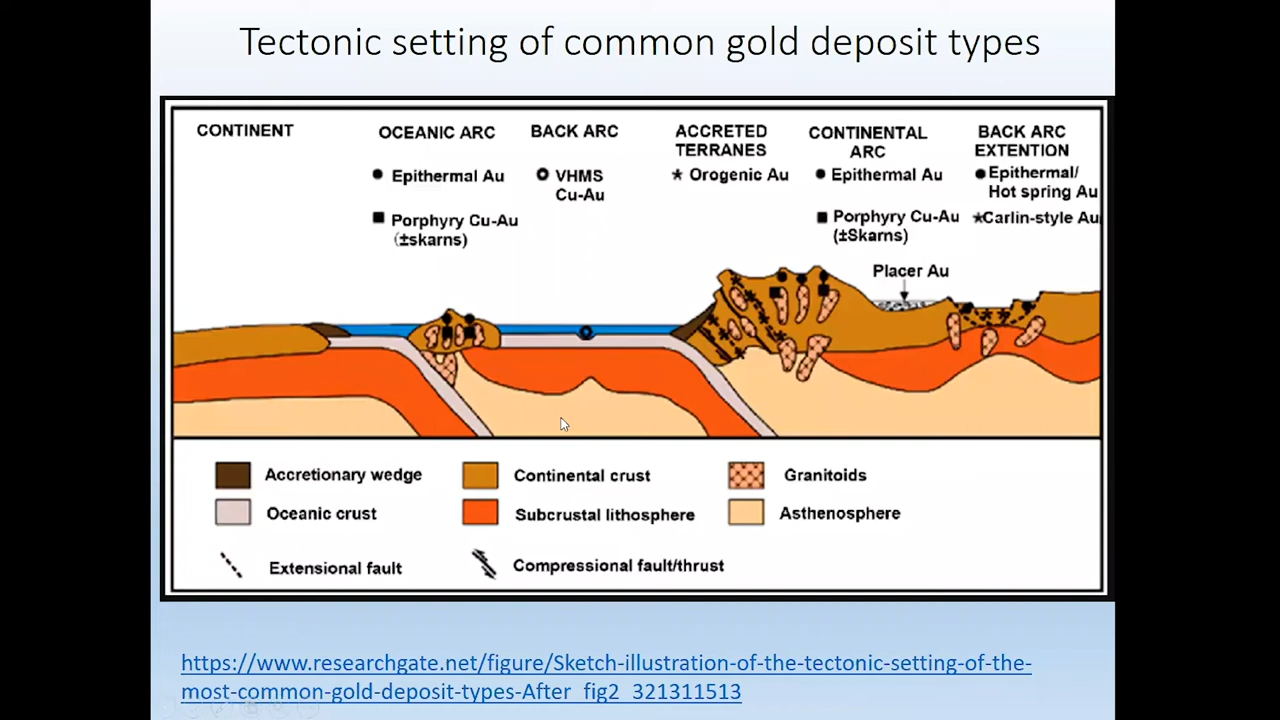 Tectonic setting of common gold deposit types
CONTINENT
OCEANIC ARC
Epithermal Au
Porphyry Cu-Au
(±skarns)
BACK ARC
VHMS
Cu-Au
ACCRETED
TERRANES
Orogenic Au
CONTINENTAL
ARC
Epithermal Au
Porphyry Cu-Au
(±Skarns)
BACK ARC
EXTENTION
Epithermal/
Hot spring Au
Carlin-style Au
Placer Au
Accretionary wedge
Continental crust
Granitoids
Oceanic crust
Subcrustal lithosphere
Asthenosphere
Extensional fault
Compressional fault/thrust
https://www.researchgate.net/figure/Sketch-illustration-of-the-tectonic-setting-of-the-
most-common-gold-deposit-types-After_fig2_321311513